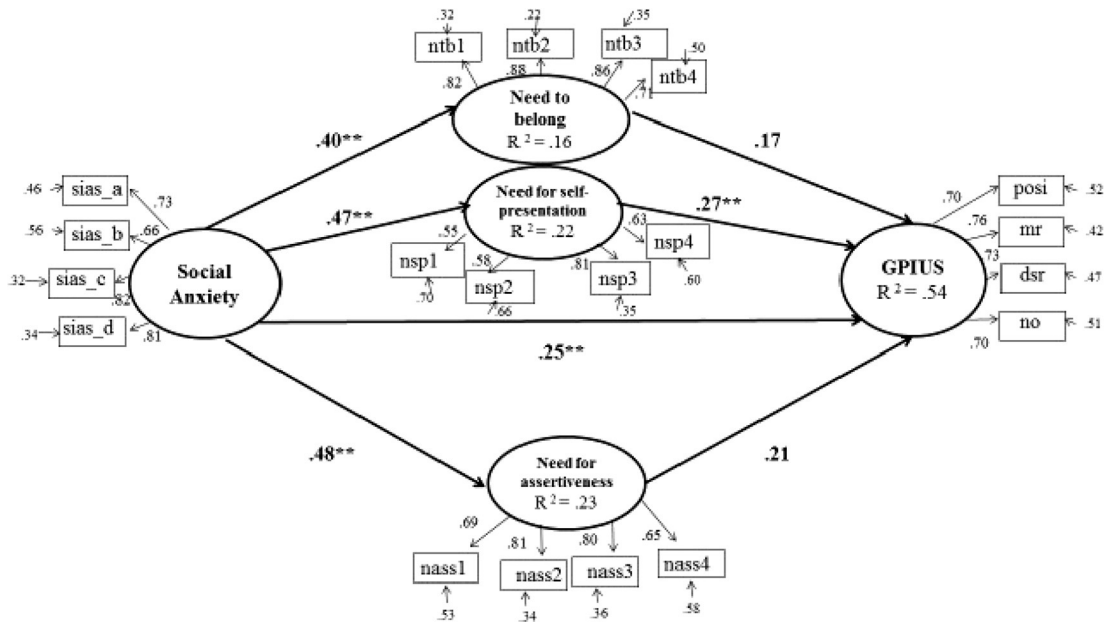 .32
.22
.35
.50
ntb1
ntb2
ntb3
ntb4
.82
.88
.86
.71
Need to
belong
R ² = .16
.40**
.17
.46
sias_a
.73
.56
sias_b
.66
.32
sias_c
.82
.34
sias_d
.81
Social
Anxiety
.47**
Need for self-
presentation
R ² = .22
.27**
.55
.58
.81
.63
nsp1
nsp2
nsp3
nsp4
.70
.66
.35
.60
.25**
GPIUS
R ² = .54
.70
posi
.52
.76
mr
.42
.73
dsr
.47
.70
no
.51
.48**
.21
Need for
assertiveness
R ² = .23
.69
.81
.80
.65
nass1
nass2
nass3
nass4
.53
.34
.36
.58